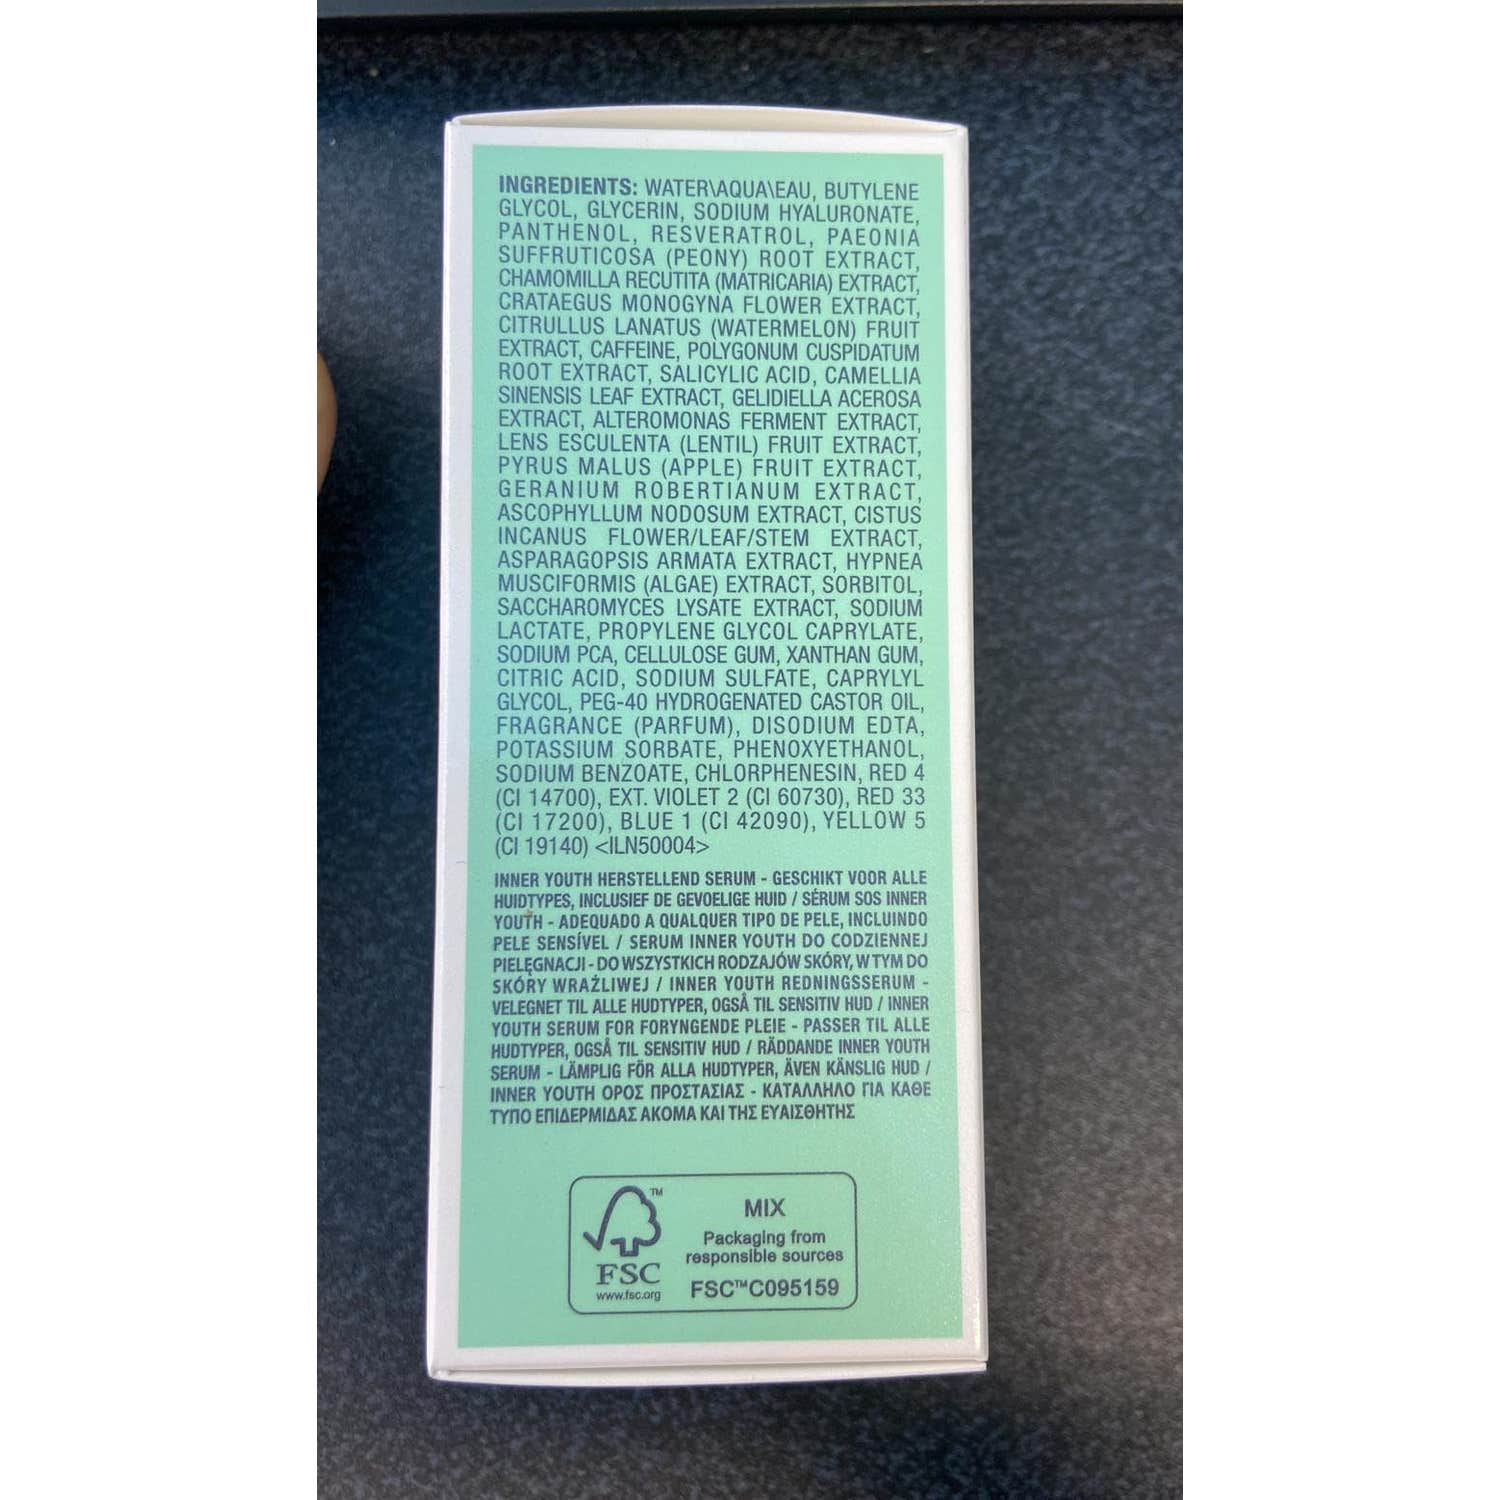 INGREDIENTS: WATER\AQUA\EAU, BUTYLENE
GLYCOL, GLYCERIN, SODIUM HYALURONATE,
PANTHENOL, RESVERATROL, PAEONIA
SUFFRUTICOSA (PEONY) ROOT EXTRACT,
CHAMOMILLA RECUTITA (MATRICARIA) EXTRACT,
CRATAEGUS MONOGYNA FLOWER EXTRACT,
CITRULLUS LANATUS (WATERMELON) FRUIT
EXTRACT, CAFFEINE, POLYGONUM CUSPIDATUM
ROOT EXTRACT, SALICYLIC ACID, CAMELLIA
SINENSIS LEAF EXTRACT, GELIDIELLA ACEROSA
EXTRACT, ALTEROMONAS FERMENT EXTRACT,
LENS ESCULENTA (LENTIL) FRUIT EXTRACT,
PYRUS MALUS (APPLE) FRUIT EXTRACT,
GERANIUM ROBERTIANUM EXTRACT,
ASCOPHYLLUM NODOSUM EXTRACT, CISTUS
INCANUS FLOWER/LEAF/STEM EXTRACT,
ASPARAGOPSIS ARMATA EXTRACT, HYPNEA
MUSCIFORMIS (ALGAE) EXTRACT, SORBITOL,
SACCHAROMYCES LYSATE EXTRACT, SODIUM
LACTATE, PROPYLENE GLYCOL CAPRYLATE,
SODIUM PCA, CELLULOSE GUM, XANTHAN GUM,
CITRIC ACID, SODIUM SULFATE, CAPRYLYL
GLYCOL, PEG-40 HYDROGENATED CASTOR OIL,
FRAGRANCE (PARFUM), DISODIUM EDTA,
POTASSIUM SORBATE, PHENOXYETHANOL,
SODIUM BENZOATE, CHLORPHENESIN, RED 4
(CI 14700), EXT. VIOLET 2 (CI 60730), RED 33
(CI 17200), BLUE 1 (CI 42090), YELLOW 5
(CI 19140) <ILN50004>
INNER YOUTH HERSTELLEND SERUM - GESCHIKT VOOR ALLE
HUIDTYPES, INCLUSIEF DE GEVOELIGE HUID / SÉRUM SOS INNER
YOUTH - ADEQUADO A QUALQUER TIPO DE PELE, INCLUINDO
PELE SENSÍVEL / SERUM INNER YOUTH DO CODZIENNEJ
PIELĘGNACJI - DO WSZYSTKICH RODZAJÓW SKÓRY, W TYM DO
SKÓRY WRAŻLIWEJ / INNER YOUTH REDNINGSSERUM -
VELEGNET TIL ALLE HUDTYPER, OGSÅ TIL SENSITIV HUD / INNER
YOUTH SERUM FOR FORYNGENDE PLEIE - PASSER TIL ALLE
HUDTYPER, OGSÅ TIL SENSITIV HUD / RÄDDANDE INNER YOUTH
SERUM - LÄMPLIG FÖR ALLA HUDTYPER, ÄVEN KÄNSLIG HUD /
INNER YOUTH ΟΡΟΣ ΠΡΟΣΤΑΣΙΑΣ - ΚΑΤΑΛΛΗΛΟ ΓΙΑ ΚΑΘΕ
ΤΥΠΟ ΕΠΙΔΕΡΜΙΔΑΣ ΑΚΟΜΑ ΚΑΙ ΤΗΣ ΕΥΑΙΣΘΗΤΗΣ
TM
FSC
www.fsc.org
MIX
Packaging from
responsible sources
FSC™C095159